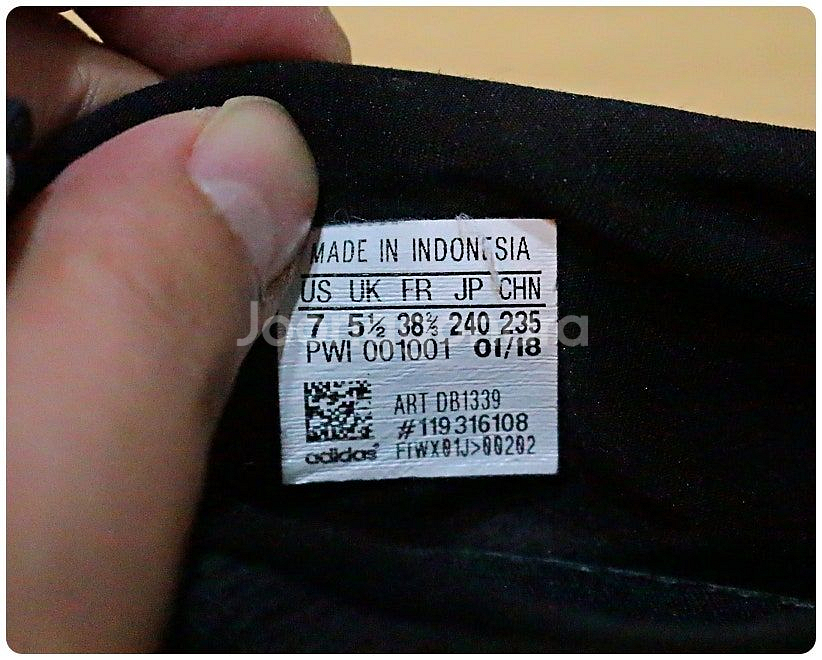 MADE IN INDONESIA
US UK FR JP CHN
7 5½ 38⅔ 240 235
PWI 001001 01/18
ART DB1339
#119316108
adidas FTWX01J>00202